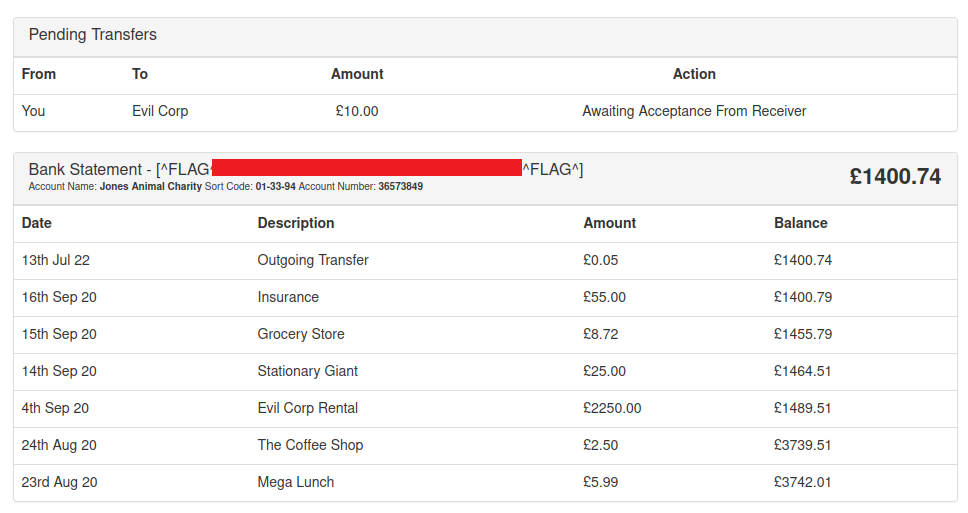 Pending Transfers
From To Amount Action
You Evil Corp £10.00 Awaiting Acceptance From Receiver
Bank Statement - [^FLAG^ ^FLAG^]
Account Name: Jones Animal Charity Sort Code: 01-33-94 Account Number: 36573849
£1400.74
Date Description Amount Balance
13th Jul 22 Outgoing Transfer £0.05 £1400.74
16th Sep 20 Insurance £55.00 £1400.79
15th Sep 20 Grocery Store £8.72 £1455.79
14th Sep 20 Stationary Giant £25.00 £1464.51
4th Sep 20 Evil Corp Rental £2250.00 £1489.51
24th Aug 20 The Coffee Shop £2.50 £3739.51
23rd Aug 20 Mega Lunch £5.99 £3742.01